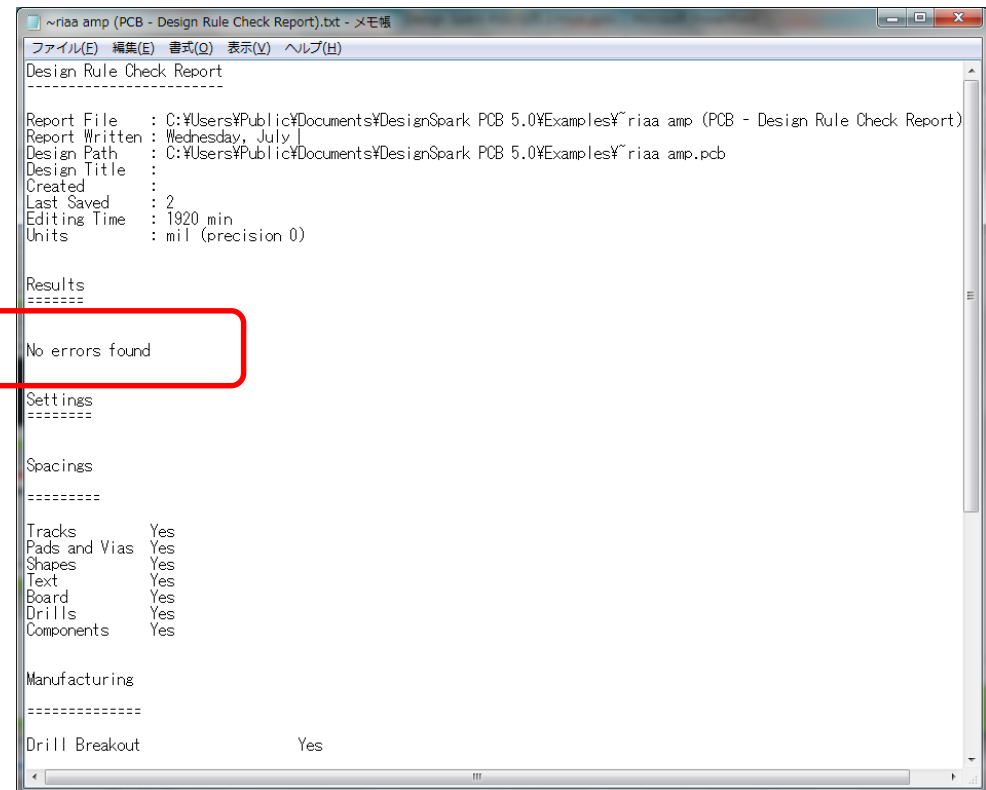 ~riaa amp (PCB - Design Rule Check Report).txt - メモ帳
ファイル(F) 編集(E) 書式(O) 表示(V) ヘルプ(H)
Design Rule Check Report
------------------------
Report File : C:¥Users¥Public¥Documents¥DesignSpark PCB 5.0¥Examples¥~riaa amp (PCB - Design Rule Check Report)
Report Written : Wednesday, July
Design Path : C:¥Users¥Public¥Documents¥DesignSpark PCB 5.0¥Examples¥~riaa amp.pcb
Design Title :
Created :
Last Saved : 2
Editing Time : 1920 min
Units : mil (precision 0)
Results
=======
No errors found
Settings
========
Spacings
=========
Tracks Yes
Pads and Vias Yes
Shapes Yes
Text Yes
Board Yes
Drills Yes
Components Yes
Manufacturing
==============
Drill Breakout Yes